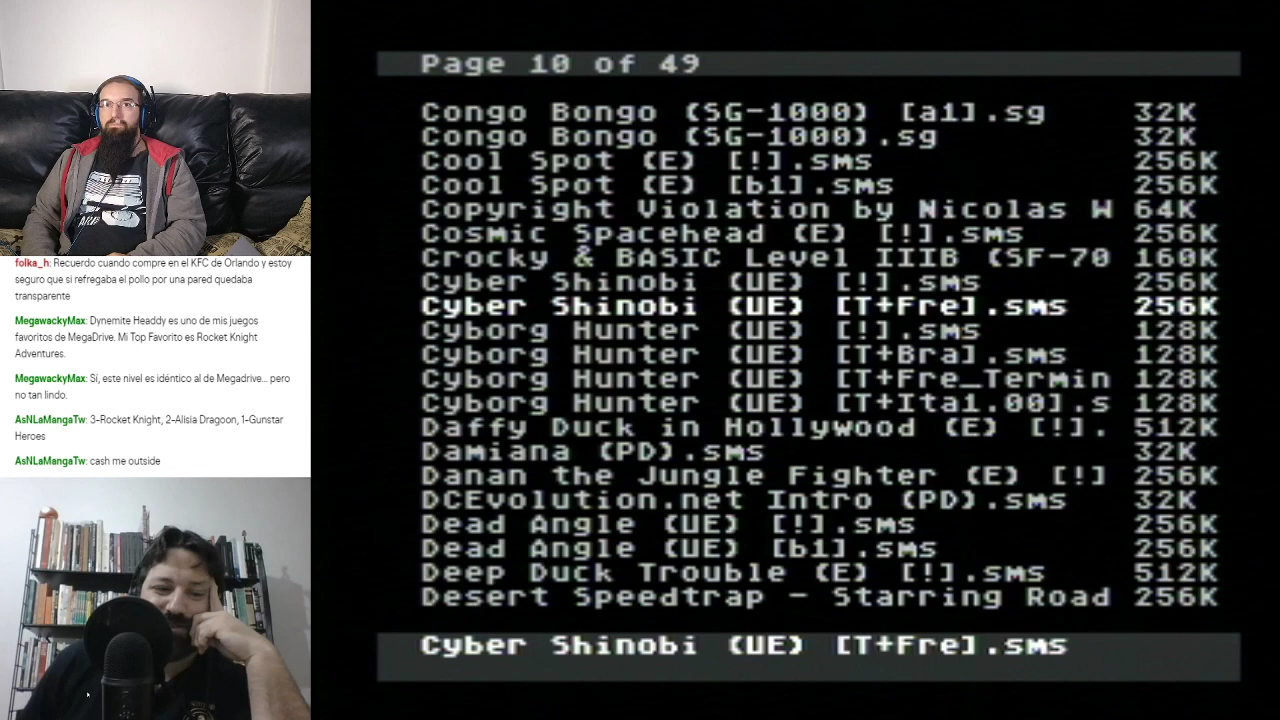 Page 10 of 49
Congo Bongo (SG-1000) [a1].sg 32K
Congo Bongo (SG-1000).sg 32K
Cool Spot (E) [!].sms 256K
Cool Spot (E) [b1].sms 256K
Copyright Violation by Nicolas W 64K
Cosmic Spacehead (E) [!].sms 256K
Crocky & BASIC Level IIIB (SF-70 160K
Cyber Shinobi (UE) [!].sms 256K
Cyber Shinobi (UE) [T+Fre].sms 256K
Cyborg Hunter (UE) [!].sms 128K
Cyborg Hunter (UE) [T+Bra].sms 128K
Cyborg Hunter (UE) [T+Fre_Termin 128K
Cyborg Hunter (UE) [T+Ita1.00].s 128K
Daffy Duck in Hollywood (E) [!]. 512K
Damiana (PD).sms 32K
Danan the Jungle Fighter (E) [!] 256K
DCEvolution.net Intro (PD).sms 32K
Dead Angle (UE) [!].sms 256K
Dead Angle (UE) [b1].sms 256K
Deep Duck Trouble (E) [!].sms 512K
Desert Speedtrap - Starring Road 256K
Cyber Shinobi (UE) [T+Fre].sms
folka_h: Recuerdo cuando compre en el KFC de Orlando y estoy
seguro que si refregaba el pollo por una pared quedaba
transparente
MegawackyMax: Dynemite Headdy es uno de mis juegos
favoritos de MegaDrive. Mi Top Favorito es Rocket Knight
Adventures.
MegawackyMax: Sí, este nivel es idéntico al de Megadrive... pero
no tan lindo.
AsNLaMangaTw: 3-Rocket Knight, 2-Alisia Dragoon, 1-Gunstar
Heroes
AsNLaMangaTw: cash me outside